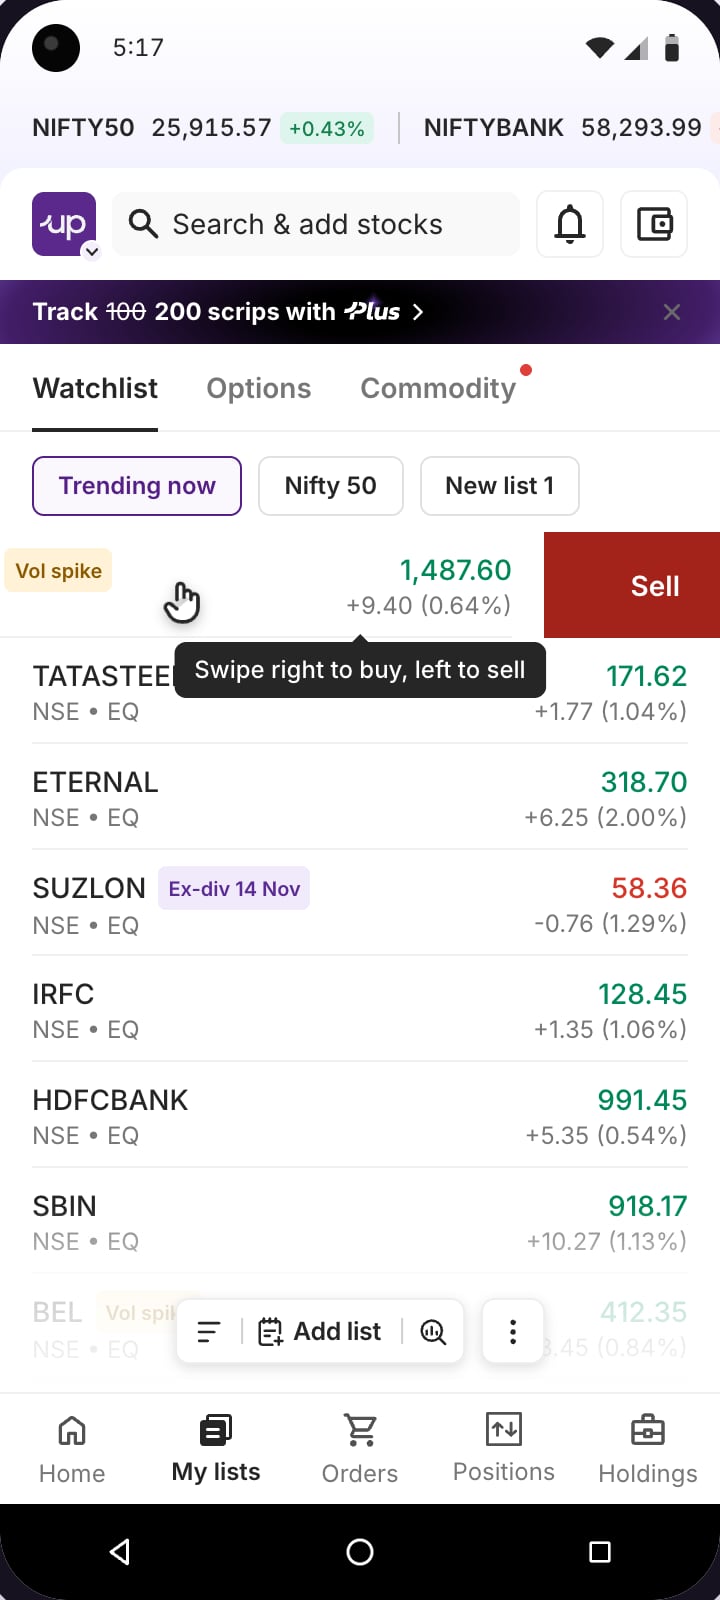 5:17
NIFTY50 25,915.57 +0.43% NIFTYBANK 58,293.99
up Search & add stocks
Track 100 200 scrips with Plus
Watchlist Options Commodity
Trending now Nifty 50 New list 1
Vol spike 1,487.60 Sell
+9.40 (0.64%)
Swipe right to buy, left to sell
TATASTEEL 171.62
NSE • EQ +1.77 (1.04%)
ETERNAL 318.70
NSE • EQ +6.25 (2.00%)
SUZLON Ex-div 14 Nov 58.36
NSE • EQ -0.76 (1.29%)
IRFC 128.45
NSE • EQ +1.35 (1.06%)
HDFCBANK 991.45
NSE • EQ +5.35 (0.54%)
SBIN 918.17
NSE • EQ +10.27 (1.13%)
BEL Vol spik 412.35
NSE • EQ .45 (0.84%)
Add list
Home My lists Orders Positions Holdings